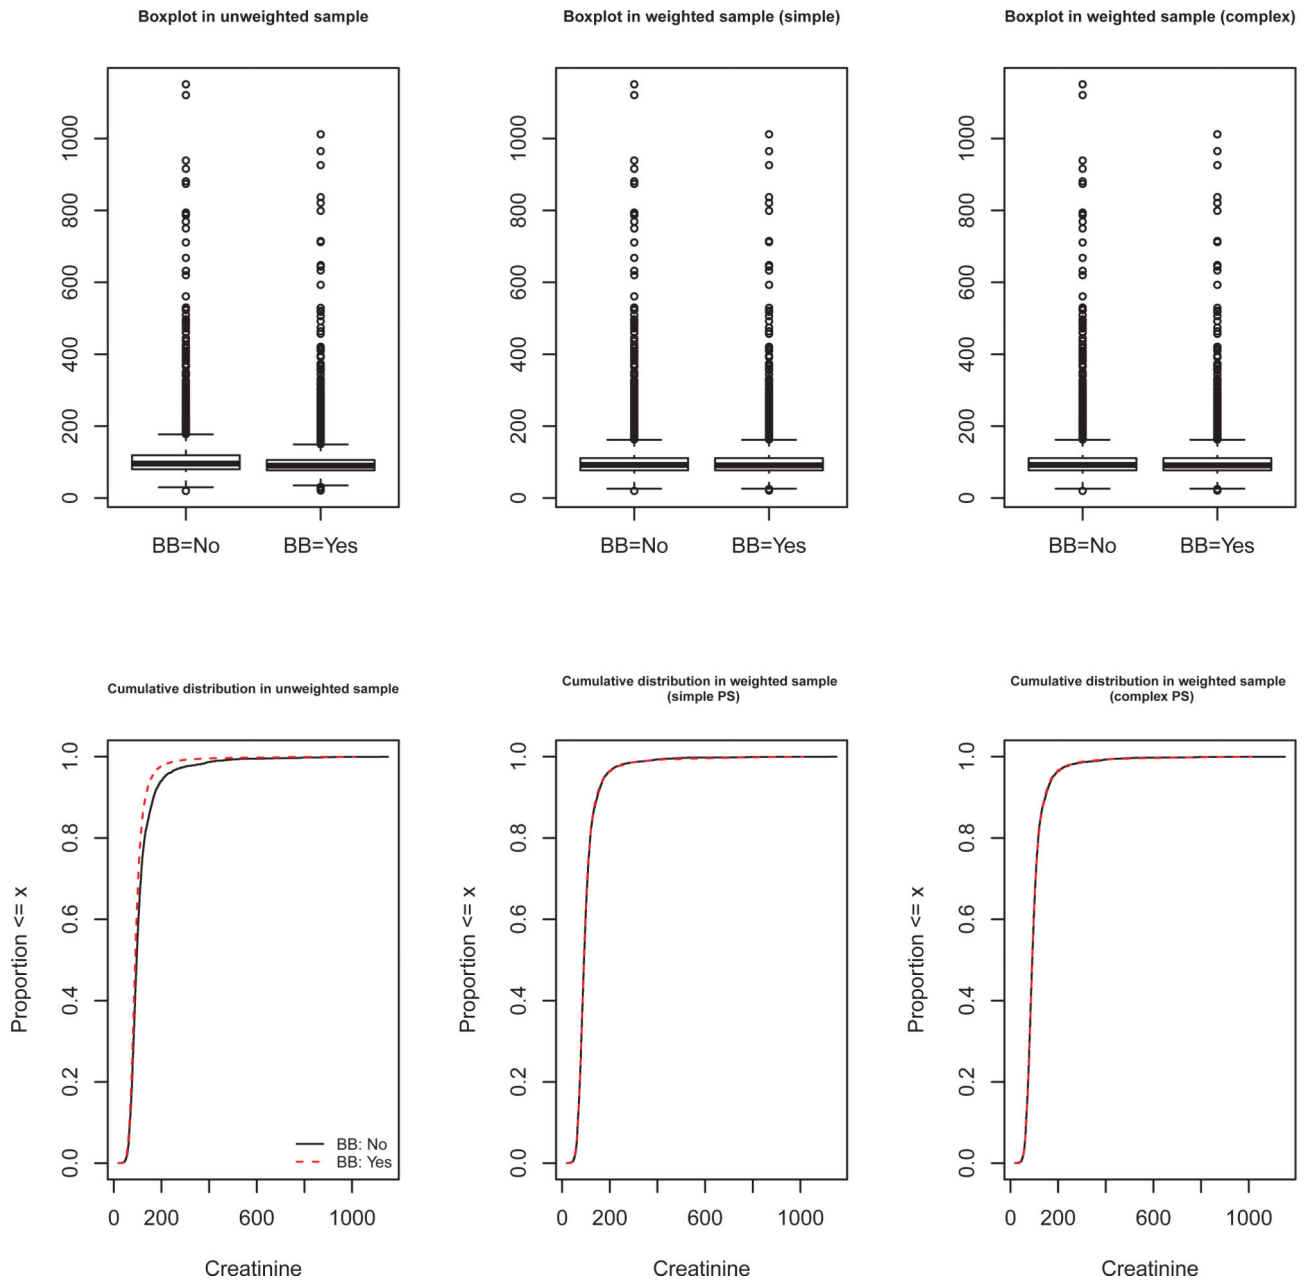 Boxplot in unweighted sample
1000
800
600
400
200
0
BB=No BB=Yes
Boxplot in weighted sample (simple)
1000
800
600
400
200
0
BB=No BB=Yes
Boxplot in weighted sample (complex)
1000
800
600
400
200
0
BB=No BB=Yes
Cumulative distribution in unweighted sample
Proportion <= x
1.0
0.8
0.6
0.4
0.2
0.0
BB: No
BB: Yes
0 200 600 1000
Creatinine
Cumulative distribution in weighted sample
(simple PS)
Proportion <= x
1.0
0.8
0.6
0.4
0.2
0.0
0 200 600 1000
Creatinine
Cumulative distribution in weighted sample
(complex PS)
Proportion <= x
1.0
0.8
0.6
0.4
0.2
0.0
0 200 600 1000
Creatinine